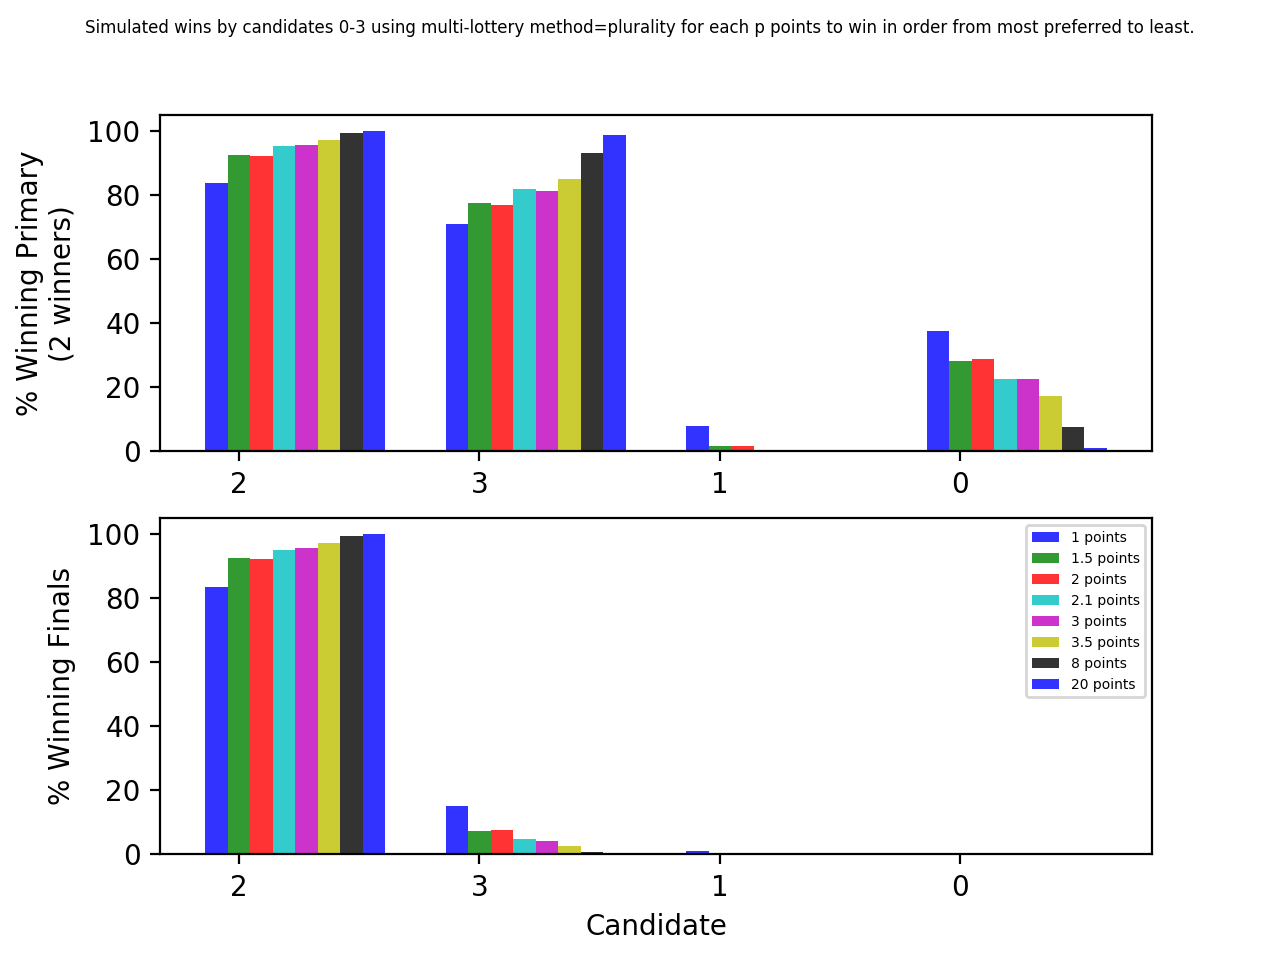 Simulated wins by candidates 0-3 using multi-lottery method=plurality for each p points to win in order from most preferred to least.
% Winning Primary
(2 winners)
100
80
60
40
20
0
2 3 1 0
% Winning Finals
100
80
60
40
20
0
1 points
1.5 points
2 points
2.1 points
3 points
3.5 points
8 points
20 points
2 3 1 0
Candidate